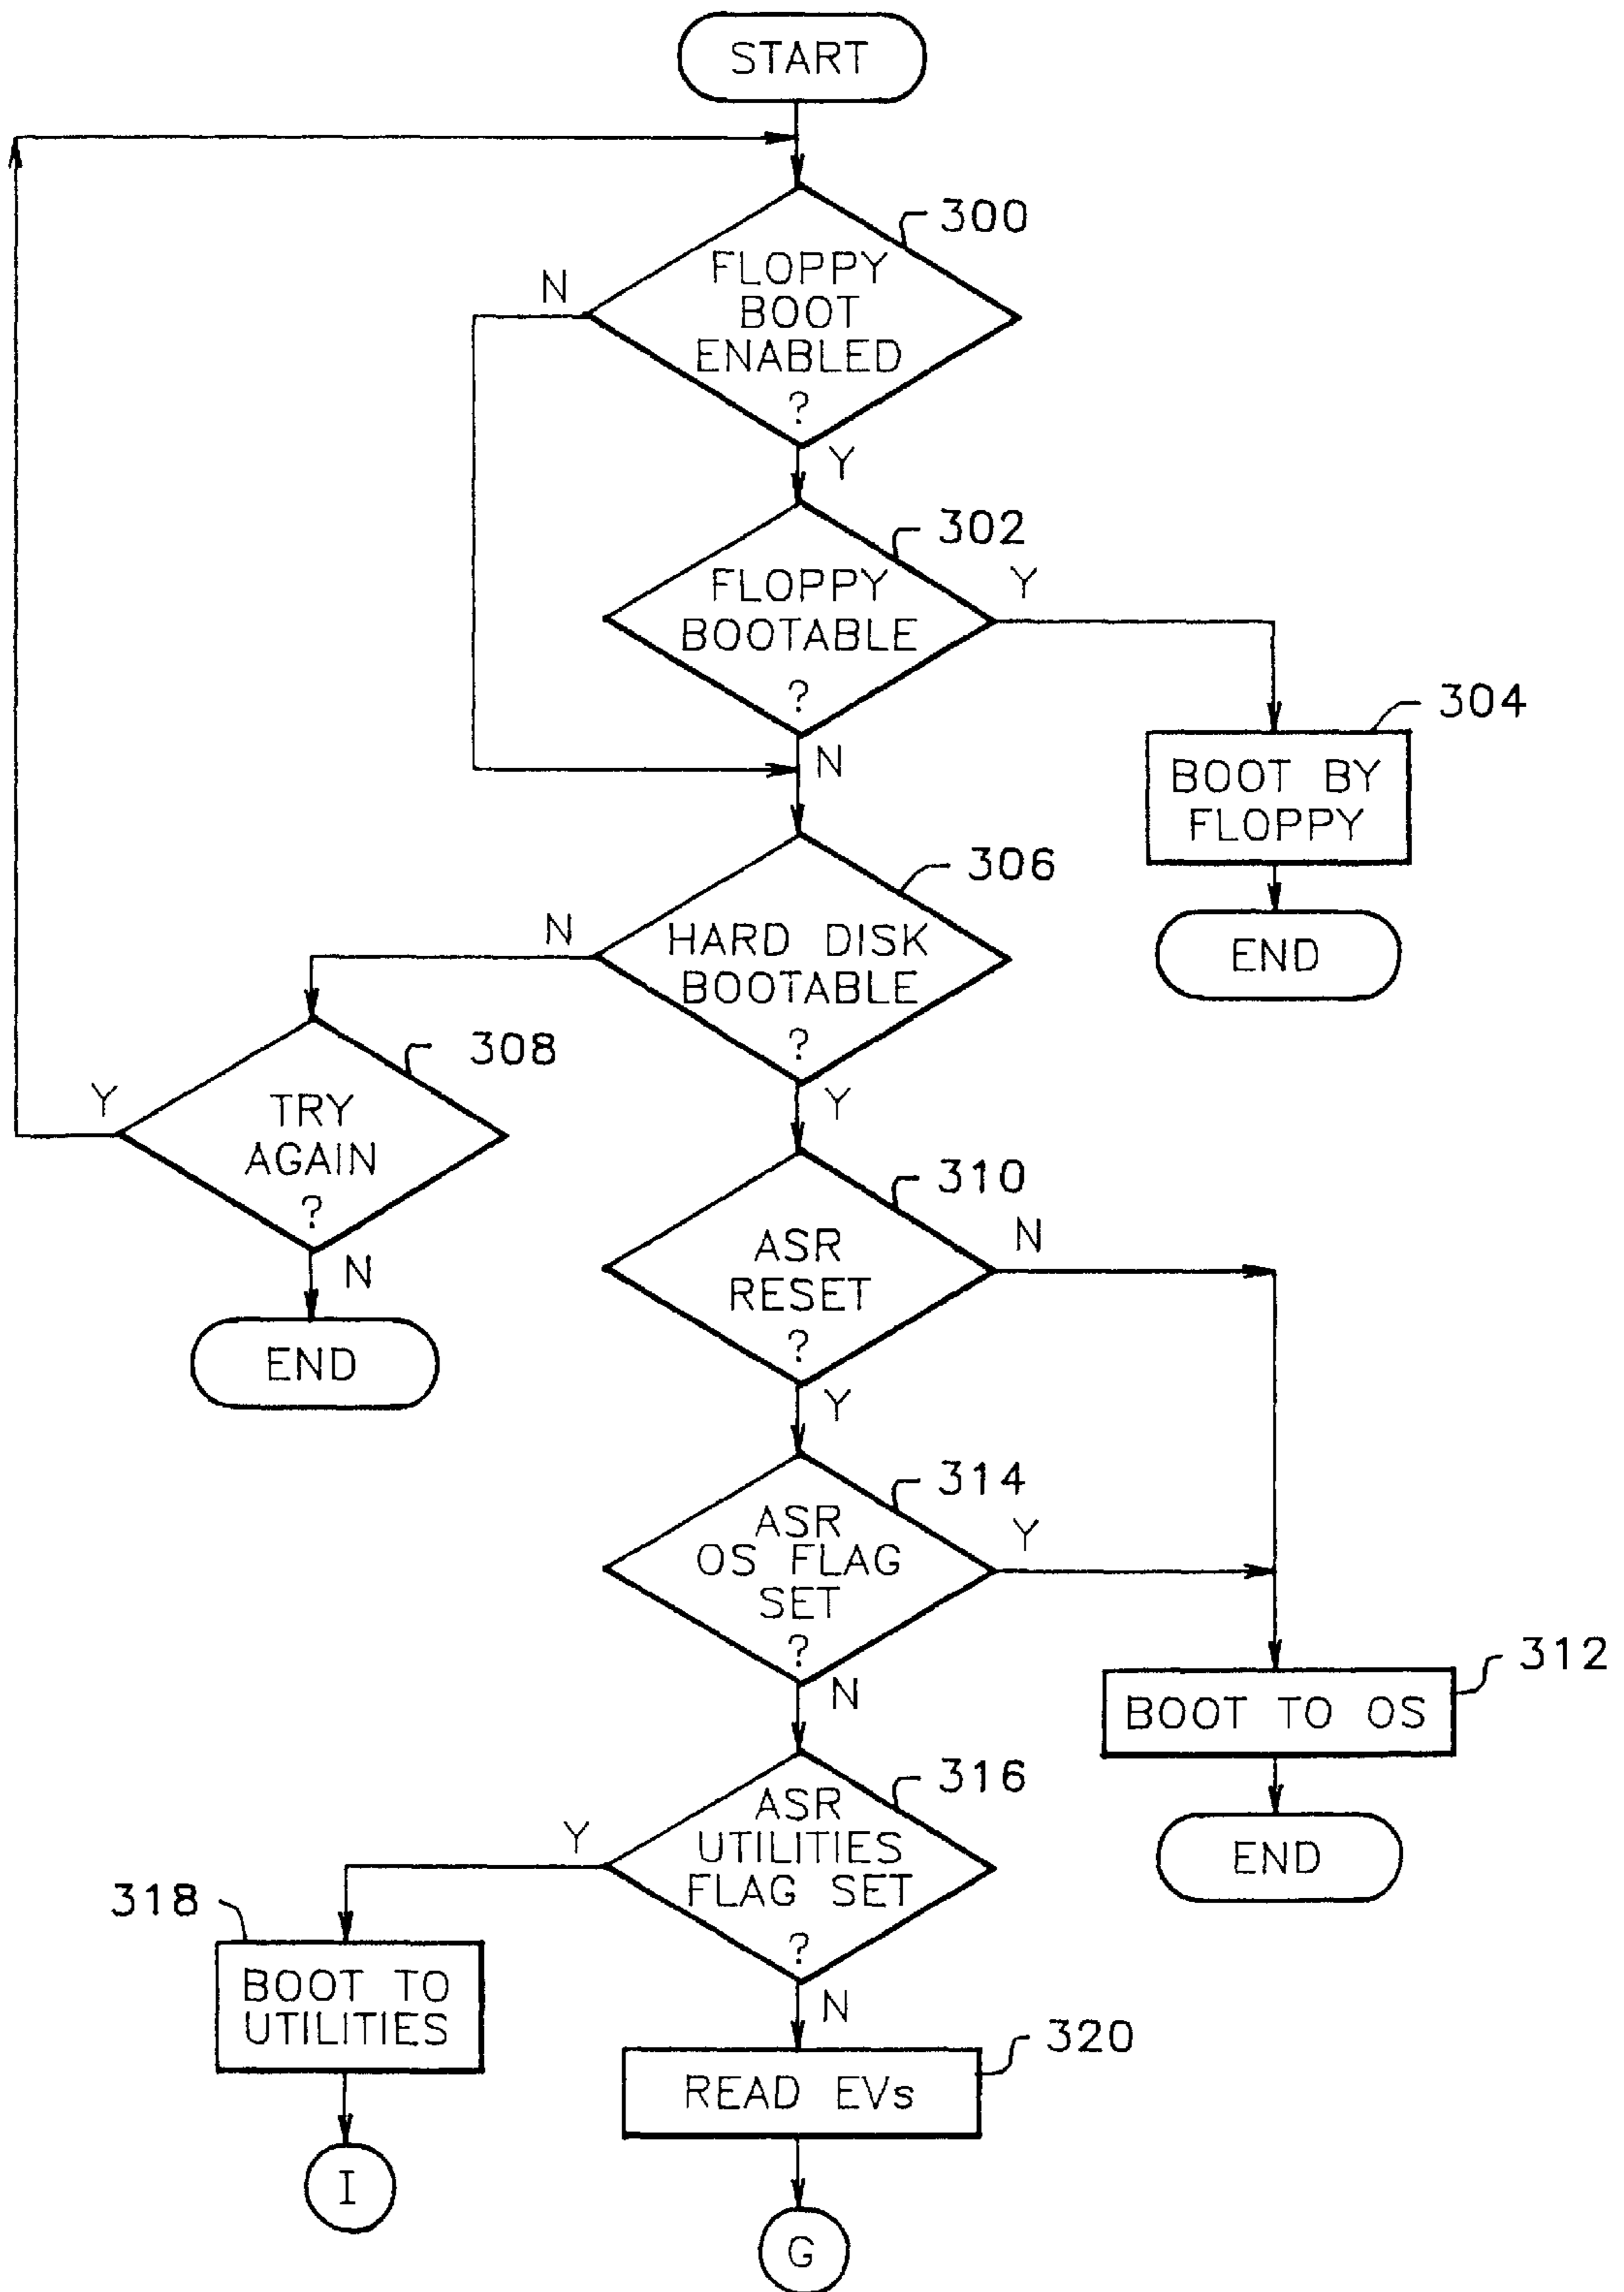 START
300
FLOPPY
BOOT
ENABLED
?
N
Y
302
FLOPPY
BOOTABLE
?
Y
N
304
BOOT BY
FLOPPY
END
306
HARD DISK
BOOTABLE
?
N
Y
308
TRY
AGAIN
?
Y
N
END
310
ASR
RESET
?
N
Y
314
ASR
OS FLAG
SET
?
Y
N
312
BOOT TO OS
END
316
ASR
UTILITIES
FLAG SET
?
Y
N
318
BOOT TO
UTILITIES
I
320
READ EVs
G